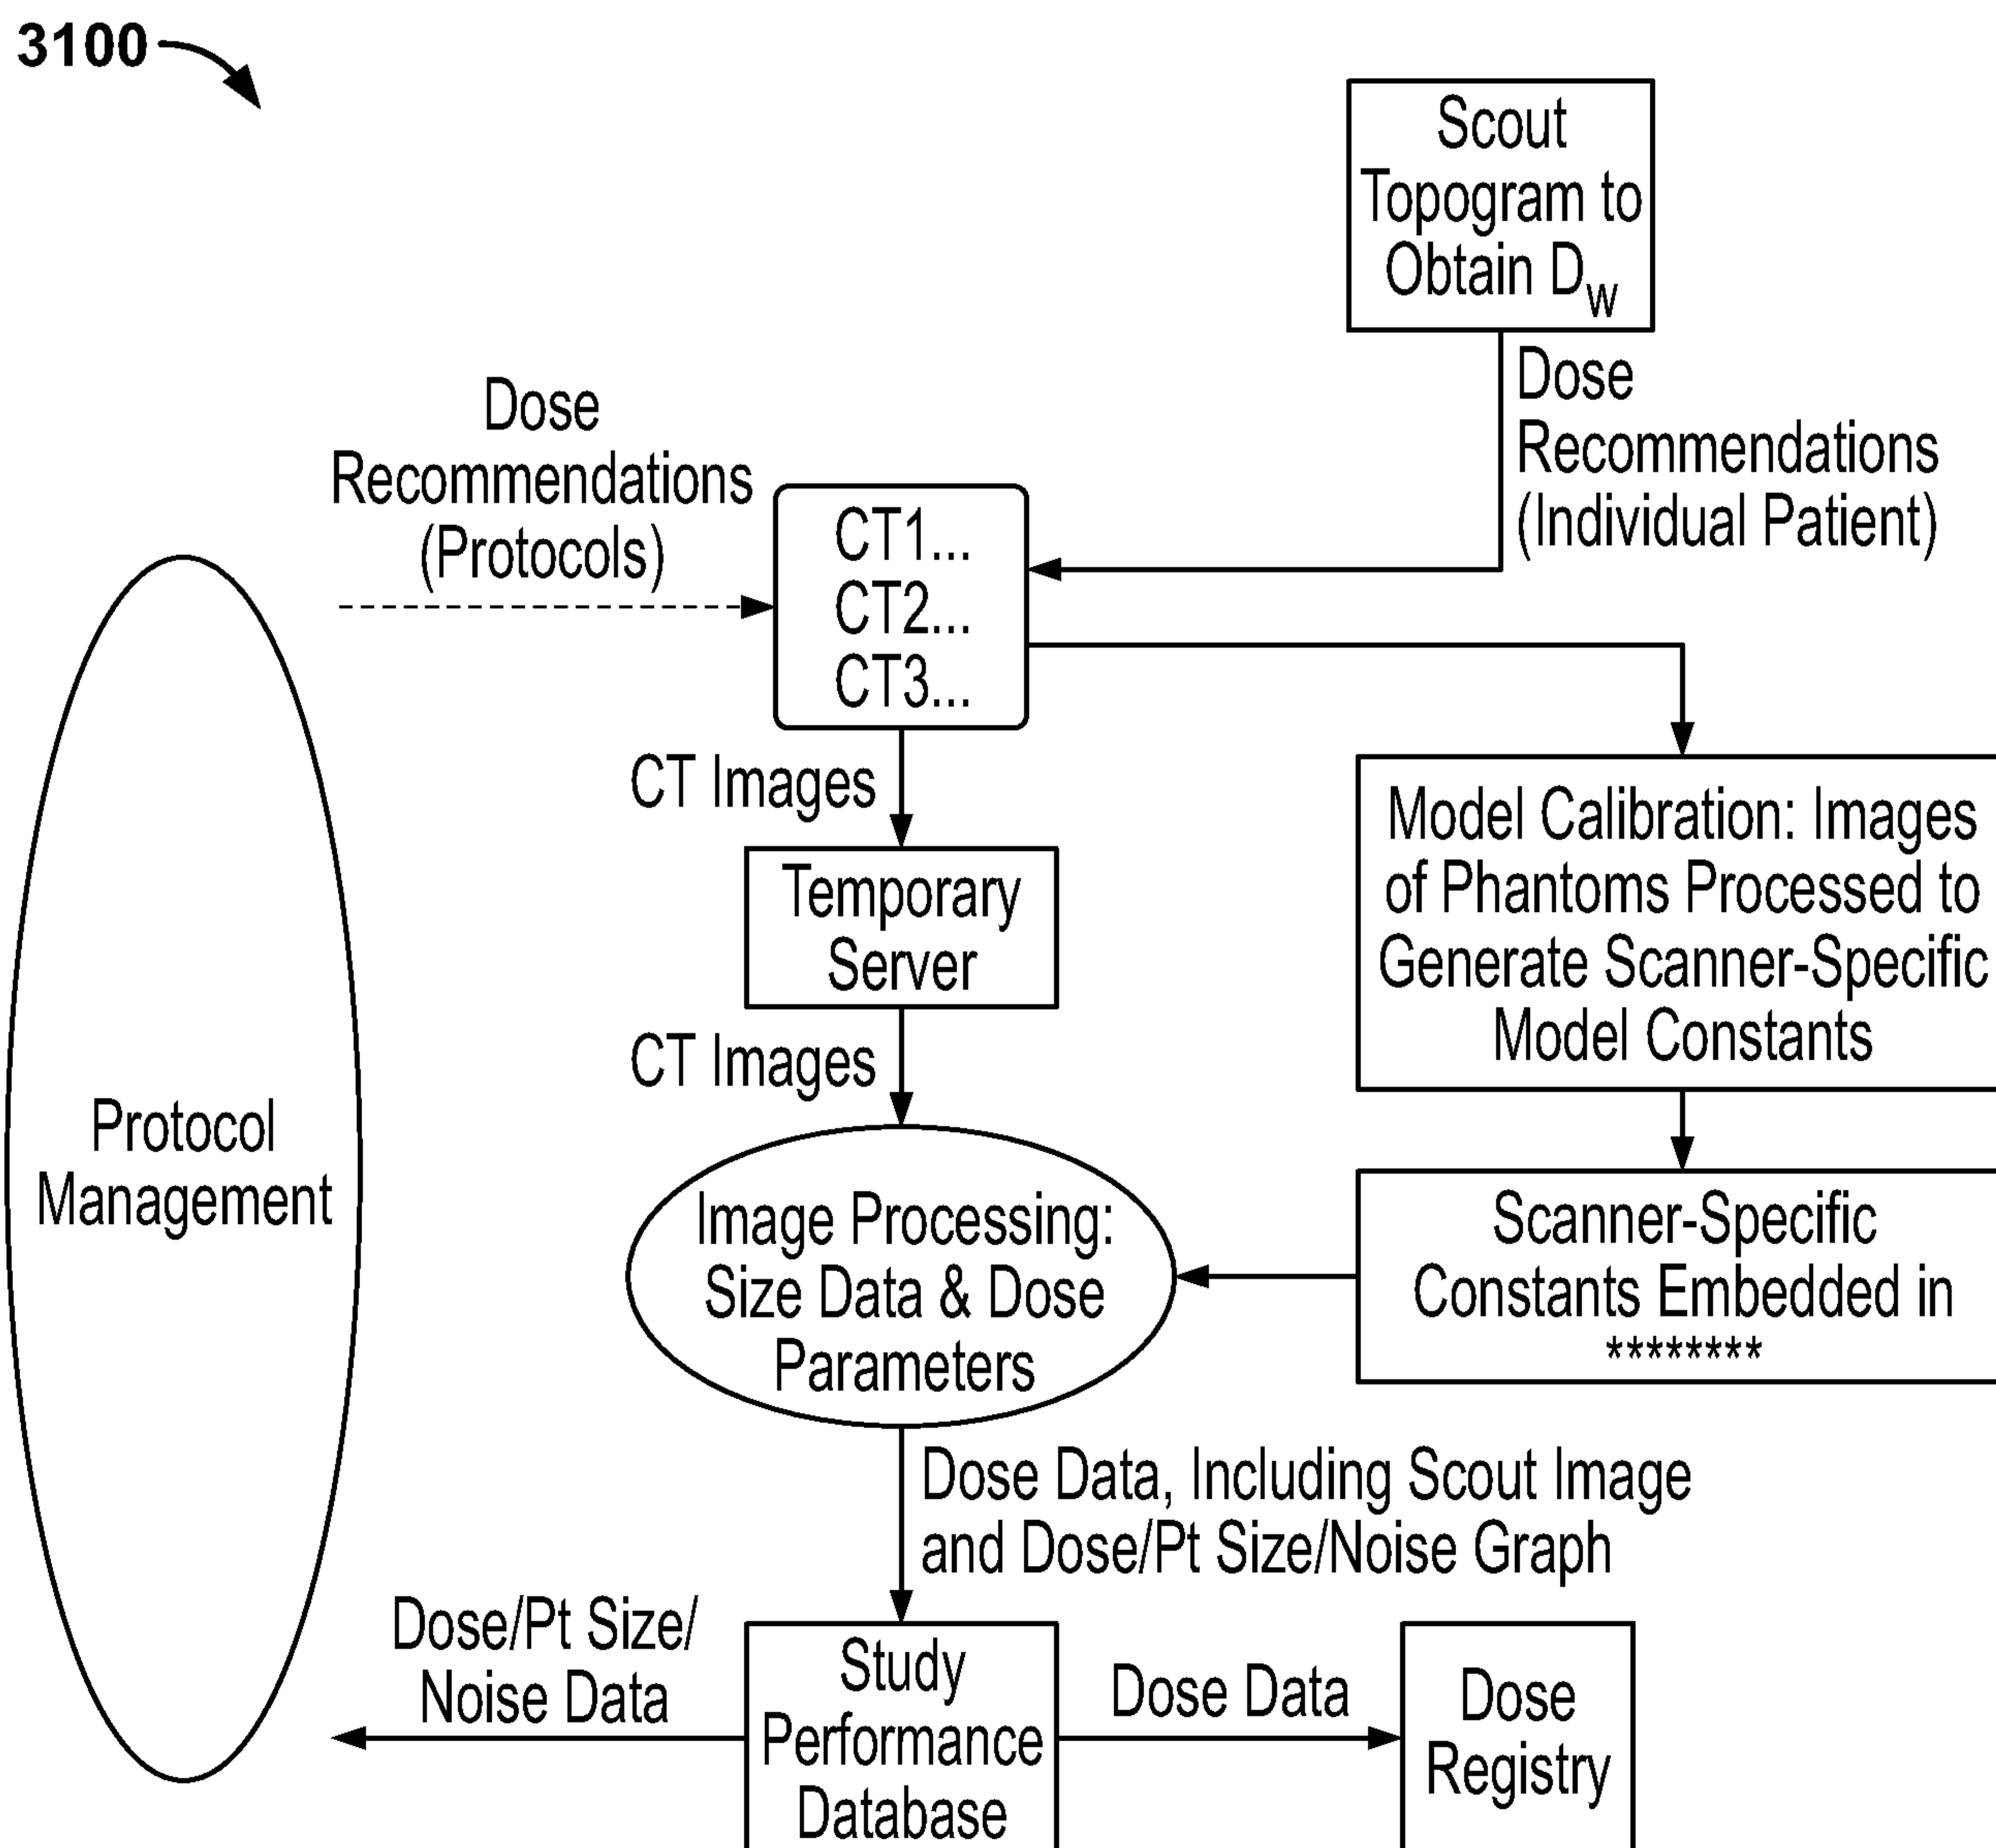 3100
Scout
Topogram to
Obtain Dw
Dose
Recommendations
(Individual Patient)
Dose
Recommendations
(Protocols)
CT1...
CT2...
CT3...
CT Images
Temporary
Server
CT Images
Model Calibration: Images
of Phantoms Processed to
Generate Scanner-Specific
Model Constants
Protocol
Management
Image Processing:
Size Data & Dose
Parameters
Scanner-Specific
Constants Embedded in
********
Dose Data, Including Scout Image
and Dose/Pt Size/Noise Graph
Dose/Pt Size/
Noise Data
Study
Performance
Database
Dose Data
Dose
Registry